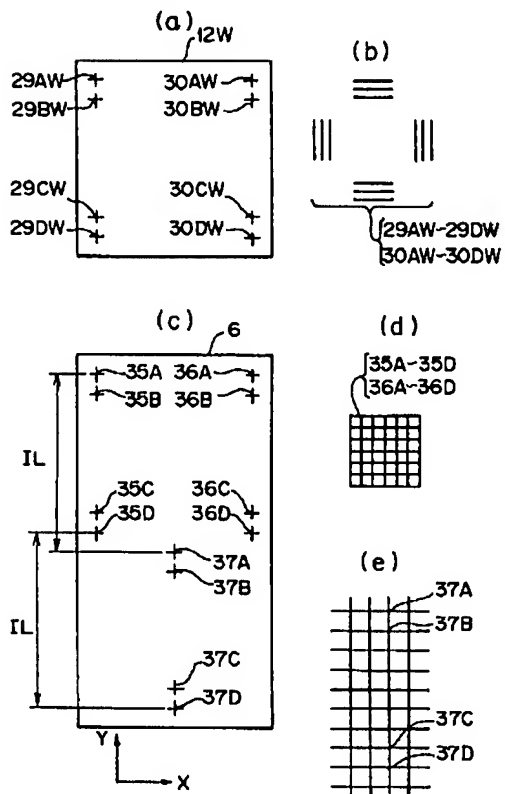 (a)
12W
29AW
29BW
30AW
30BW
29CW
29DW
30CW
30DW
(b)
29AW-29DW
30AW-30DW
(c)
6
35A 36A
35B 36B
IL
35C 36C
35D 36D
37A
37B
IL
37C
37D
Y
X
(d)
35A-35D
36A-36D
(e)
37A
37B
37C
37D